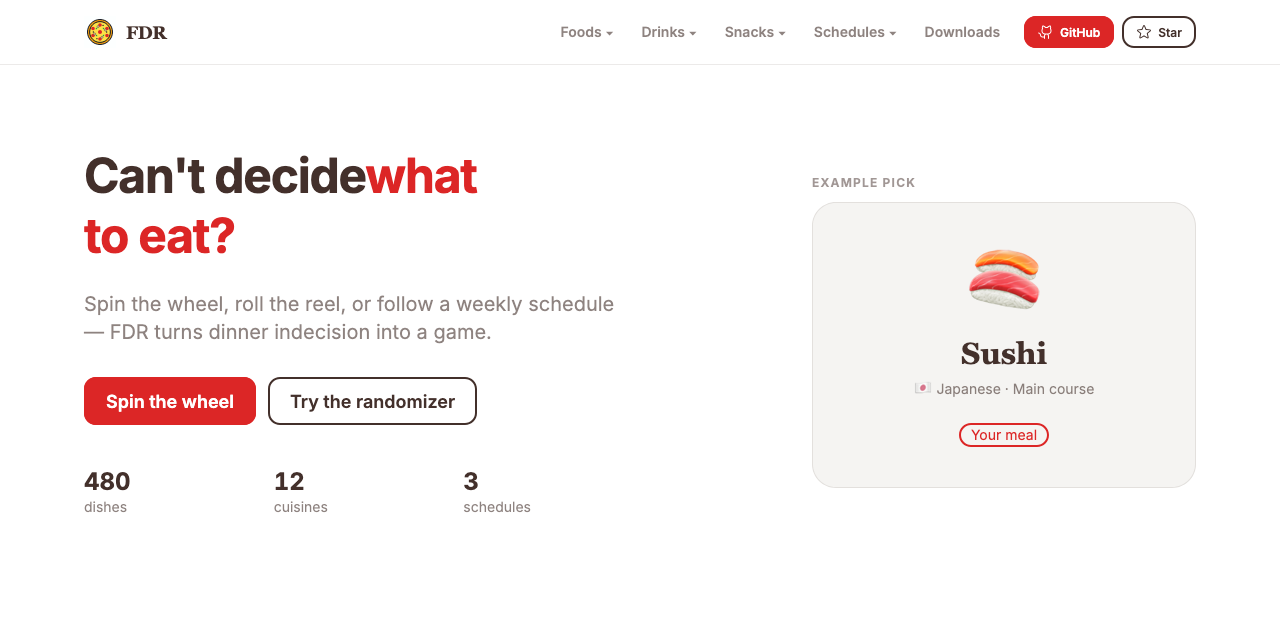 FDR
Foods
Drinks
Snacks
Schedules
Downloads
GitHub
Star
Can't decidewhat
to eat?
Spin the wheel, roll the reel, or follow a weekly schedule
— FDR turns dinner indecision into a game.
Spin the wheel
Try the randomizer
480
dishes
12
cuisines
3
schedules
EXAMPLE PICK
Sushi
Japanese · Main course
Your meal